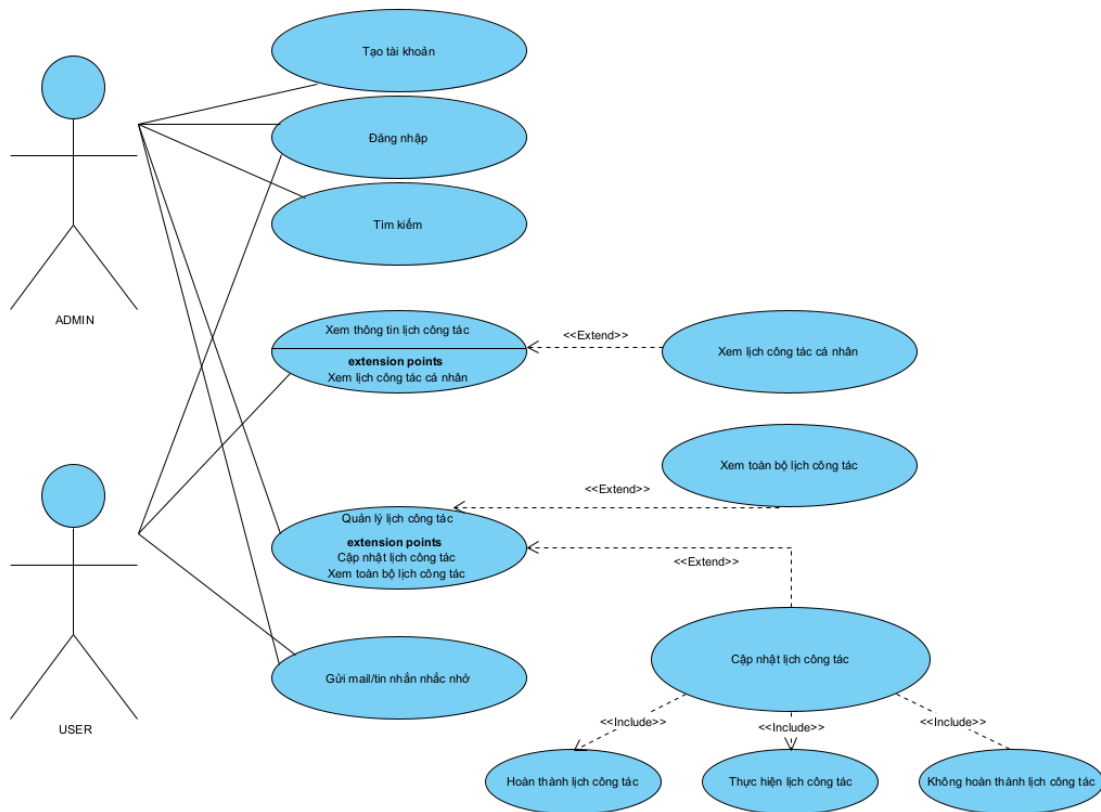 Tạo tài khoản
Đăng nhập
Tìm kiếm
ADMIN
Xem thông tin lịch công tác
extension points
Xem lịch công tác cá nhân
<<Extend>>
Xem lịch công tác cá nhân
Xem toàn bộ lịch công tác
<<Extend>>
Quản lý lịch công tác
extension points
Cập nhật lịch công tác
Xem toàn bộ lịch công tác
<<Extend>>
Gửi mail/tin nhắn nhắc nhở
Cập nhật lịch công tác
USER
<<Include>>
<<Include>>
<<Include>>
Hoàn thành lịch công tác
Thực hiện lịch công tác
Không hoàn thành lịch công tác